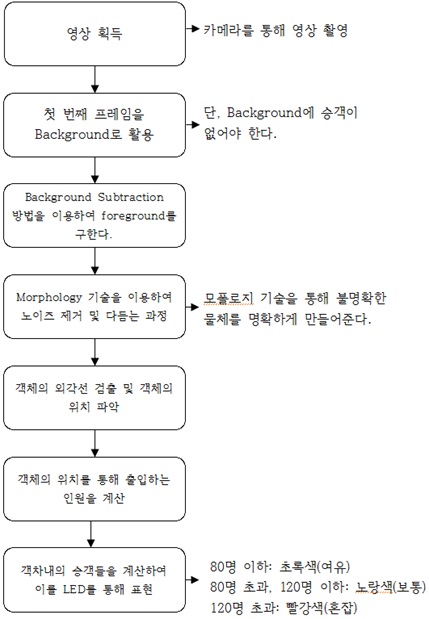 영상 획득
카메라를 통해 영상 촬영
첫 번째 프레임을
Background로 활용
단, Background에 승객이
없어야 한다.
Background Subtraction
방법을 이용하여 foreground를
구한다.
Morphology 기술을 이용하여
노이즈 제거 및 다듬는 과정
모폴로지 기술을 통해 불명확한
물체를 명확하게 만들어준다.
객체의 외각선 검출 및 객체의
위치 파악
객체의 위치를 통해 출입하는
인원을 계산
객차내의 승객들을 계산하여
이를 LED를 통해 표현
80명 이하: 초록색(여유)
80명 초과, 120명 이하: 노랑색(보통)
120명 초과: 빨강색(혼잡)